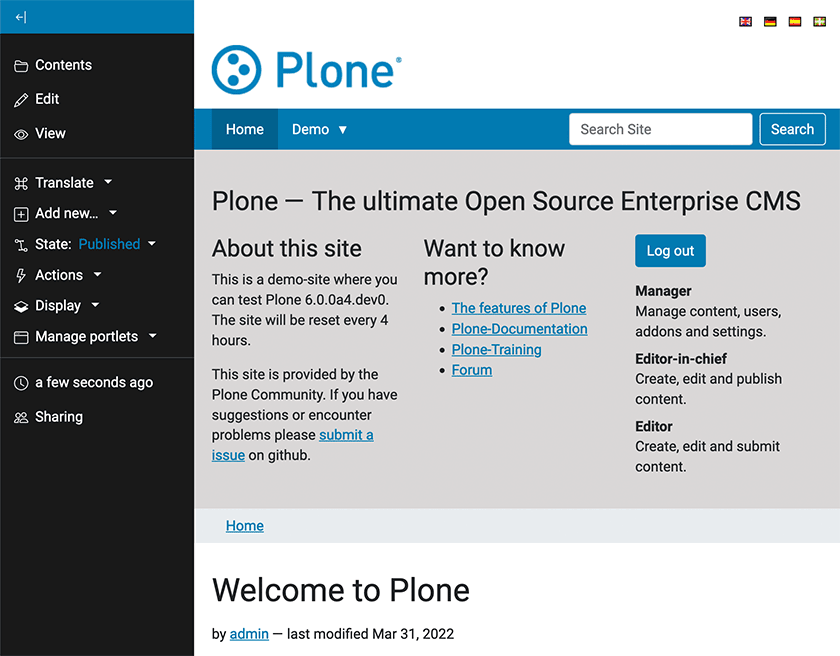 Contents
Edit
View
Translate
Add new...
State: Published
Actions
Display
Manage portlets
a few seconds ago
Sharing
Plone®
Home
Demo ▼
Search Site
Search
Plone — The ultimate Open Source Enterprise CMS
About this site
This is a demo-site where you
can test Plone 6.0.0a4.dev0.
The site will be reset every 4
hours.
This site is provided by the
Plone Community. If you have
suggestions or encounter
problems please submit a
issue on github.
Want to know
more?
• The features of Plone
• Plone-Documentation
• Plone-Training
• Forum
Log out
Manager
Manage content, users,
addons and settings.
Editor-in-chief
Create, edit and publish
content.
Editor
Create, edit and submit
content.
Home
Welcome to Plone
by admin — last modified Mar 31, 2022